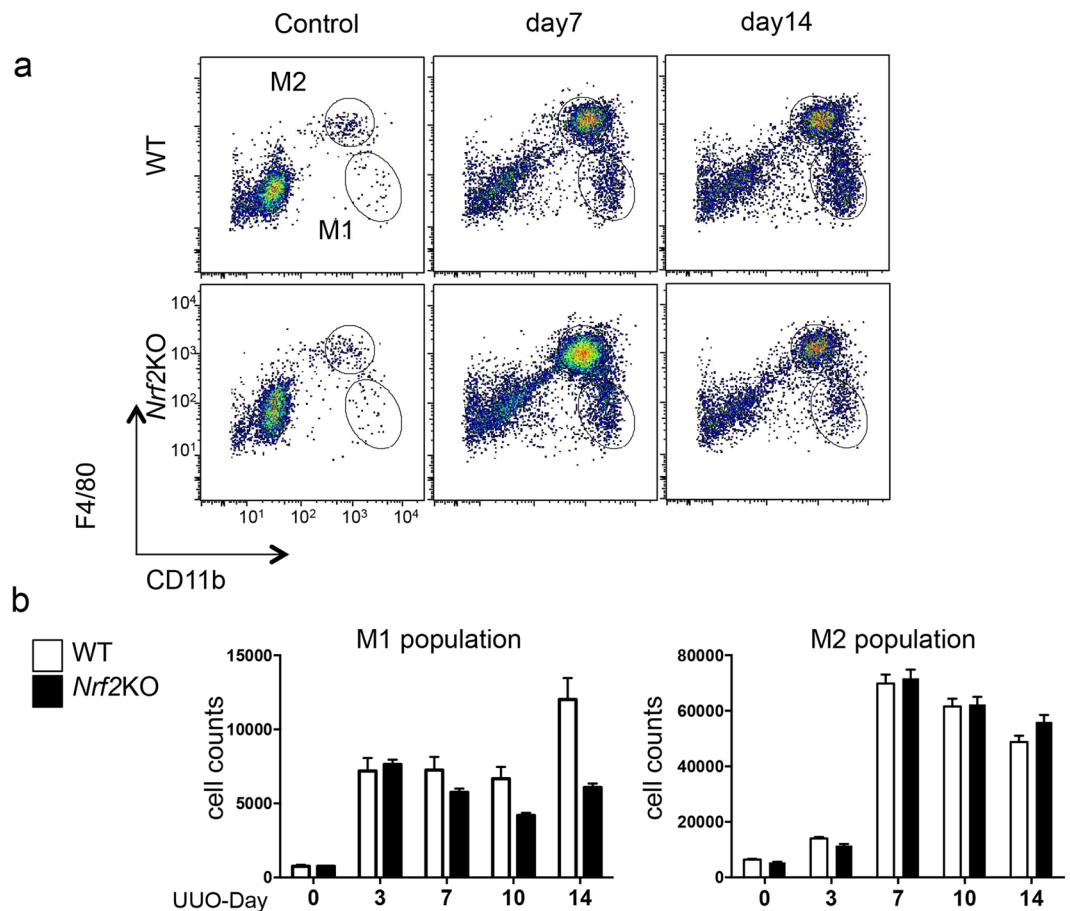 Control day7 day14
a
M2
WT
M1
Nrf2KO
10⁴
10³
10²
10¹
10¹ 10² 10³ 10⁴
F4/80
CD11b
b
WT
Nrf2KO
M1 population
15000
10000
5000
0
cell counts
UUO-Day 0 3 7 10 14
M2 population
80000
60000
40000
20000
0
cell counts
0 3 7 10 14